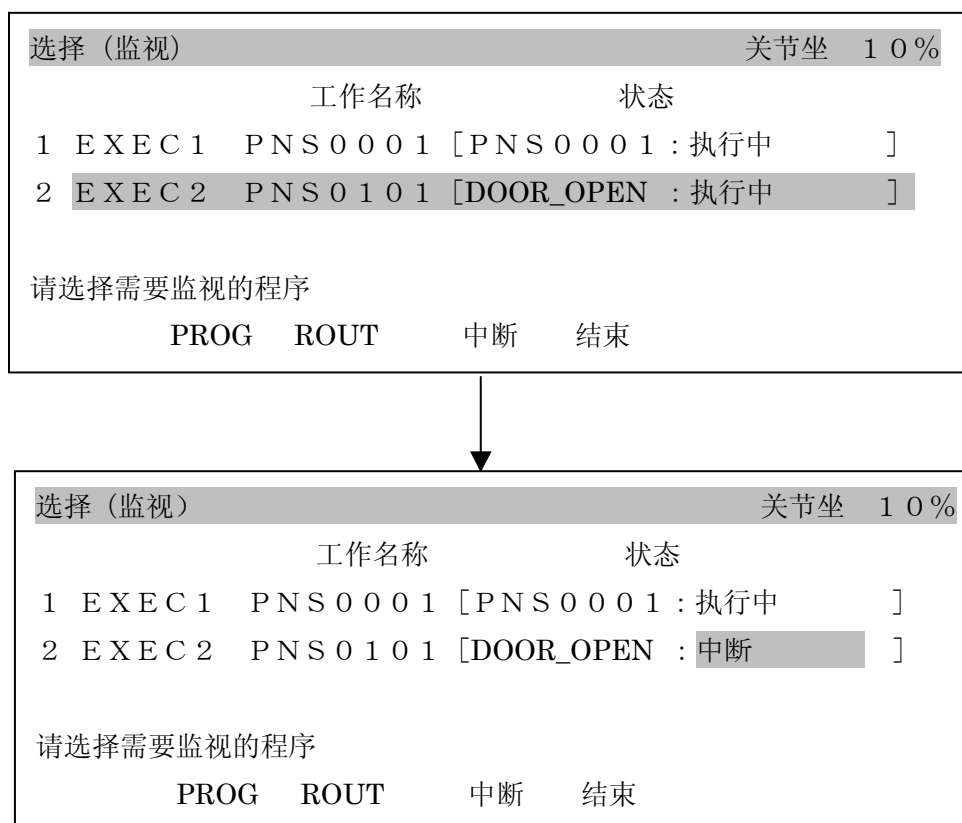 选择（监视） 关节坐 １０％
工作名称 状态
１ ＥＸＥＣ１ ＰＮＳ０００１［ＰＮＳ０００１：执行中 ］
２ ＥＸＥＣ２ ＰＮＳ０１０１［DOOR_OPEN ：执行中 ］
请选择需要监视的程序
PROG ROUT 中断 结束
选择（监视） 关节坐 １０％
工作名称 状态
１ ＥＸＥＣ１ ＰＮＳ０００１［ＰＮＳ０００１：执行中 ］
２ ＥＸＥＣ２ ＰＮＳ０１０１［DOOR_OPEN ：中断 ］
请选择需要监视的程序
PROG ROUT 中断 结束